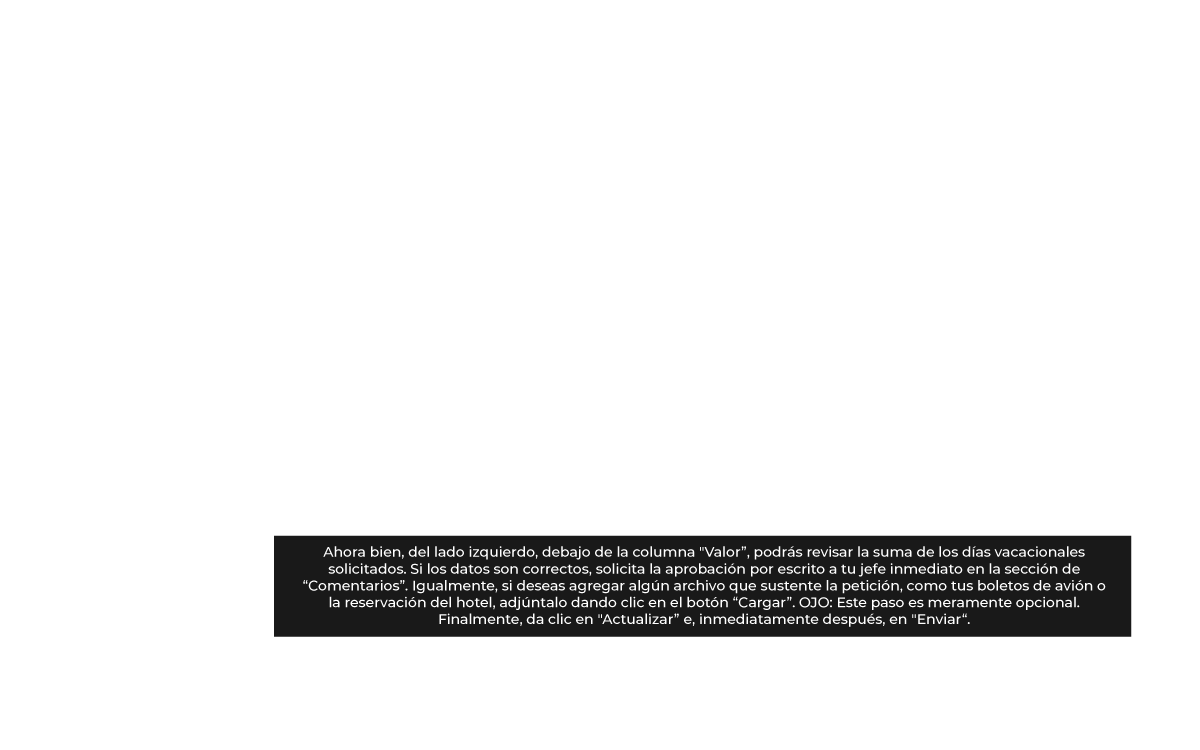 Ahora bien, del lado izquierdo, debajo de la columna "Valor”, podrás revisar la suma de los días vacacionales
solicitados. Si los datos son correctos, solicita la aprobación por escrito a tu jefe inmediato en la sección de
“Comentarios”. Igualmente, si deseas agregar algún archivo que sustente la petición, como tus boletos de avión o
la reservación del hotel, adjúntalo dando clic en el botón “Cargar”. OJO: Este paso es meramente opcional.
Finalmente, da clic en "Actualizar” e, inmediatamente después, en "Enviar“.